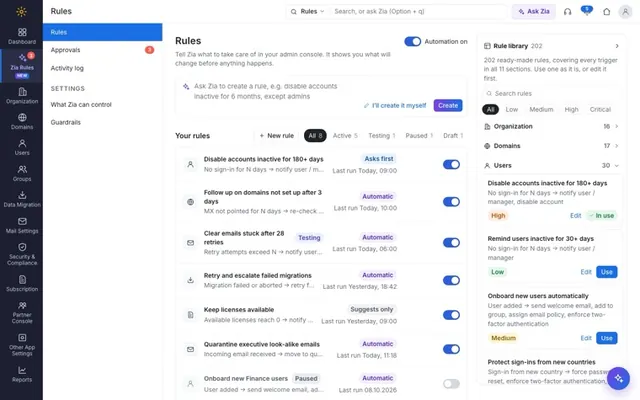 Rules
Rules
Search, or ask Zia (Option + q)
Ask Zia
Dashboard
Zia Rules
NEW
Organization
Domains
Users
Groups
Data Migration
Mail Settings
Security &
Compliance
Subscription
Partner
Console
Other App
Settings
Reports
Rules
Approvals
Activity log
SETTINGS
What Zia can control
Guardrails
Rules
Tell Zia what to take care of in your admin console. It shows you what will
change before anything happens.
Automation on
Ask Zia to create a rule, e.g. disable accounts
inactive for 6 months, except admins
I'll create it myself
Create
Your rules
+ New rule
All 8
Active 5
Testing 1
Paused 1
Draft 1
Disable accounts inactive for 180+ days
Asks first
No sign-in for N days → notify user / m...
Last run Today, 09:00
Follow up on domains not set up after 3
days
Automatic
MX not pointed for N days → re-check ...
Last run Today, 10:00
Clear emails stuck after 28
retries
Testing
Automatic
Retry attempts exceed N → notify user...
Last run Today, 06:00
Retry and escalate failed migrations
Automatic
Migration failed or aborted → retry f...
Last run Yesterday, 18:42
Keep licenses available
Suggests only
Available licenses reach 0 → notify ...
Last run Yesterday, 09:00
Quarantine executive look-alike emails
Automatic
Incoming email received → move to qu...
Last run Today, 11:18
Onboard new Finance users
Paused
Automatic
User added → send welcome email, ad...
Last run 08.10.2026
Rule library 202
202 ready-made rules, covering every trigger
in all 11 sections. Use one as it is, or edit it
first.
Search rules
All
Low
Medium
High
Critical
Organization
16
Domains
17
Users
30
Disable accounts inactive for 180+ days
No sign-in for N days → notify user /
manager, disable account
High
Edit
In use
Remind users inactive for 30+ days
No sign-in for N days → notify user /
manager
Low
Edit
Use
Onboard new users automatically
User added → send welcome email, add to
group, assign email policy, enforce two-
factor authentication
Medium
Edit
Use
Protect sign-ins from new countries
Sign-in from new country → force passw
reset, enforce two-factor authentication,